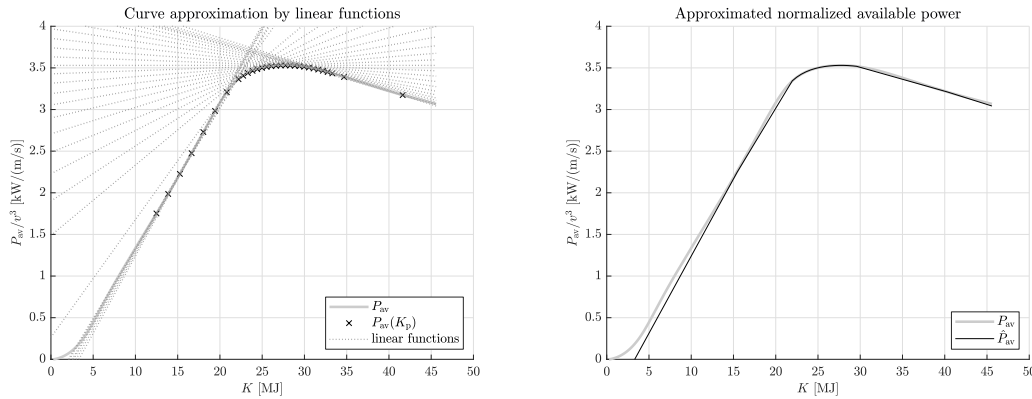 Curve approximation by linear functions
4
3.5
3
2.5
2
1.5
1
0.5
0
P_av/v^3 [kW/(m/s)]
P_av
P_av(K_p)
linear functions
0 5 10 15 20 25 30 35 40 45 50
K [MJ]
Approximated normalized available power
4
3.5
3
2.5
2
1.5
1
0.5
0
P_av/v^3 [kW/(m/s)]
P_av
P̂_av
0 5 10 15 20 25 30 35 40 45 50
K [MJ]